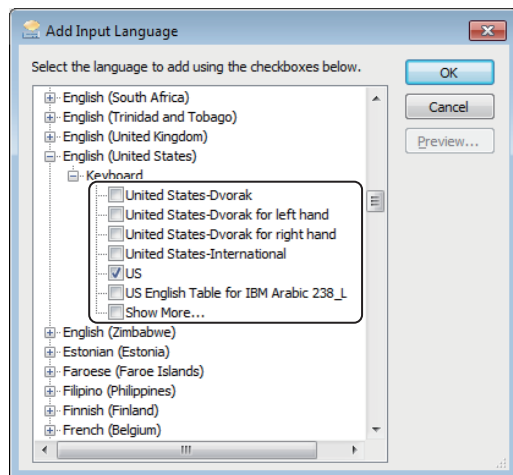 Add Input Language
Select the language to add using the checkboxes below.
English (South Africa)
English (Trinidad and Tobago)
English (United Kingdom)
English (United States)
Keyboard
United States-Dvorak
United States-Dvorak for left hand
United States-Dvorak for right hand
United States-International
US
US English Table for IBM Arabic 238_L
Show More...
English (Zimbabwe)
Estonian (Estonia)
Faroese (Faroe Islands)
Filipino (Philippines)
Finnish (Finland)
French (Belgium)
OK
Cancel
Preview...